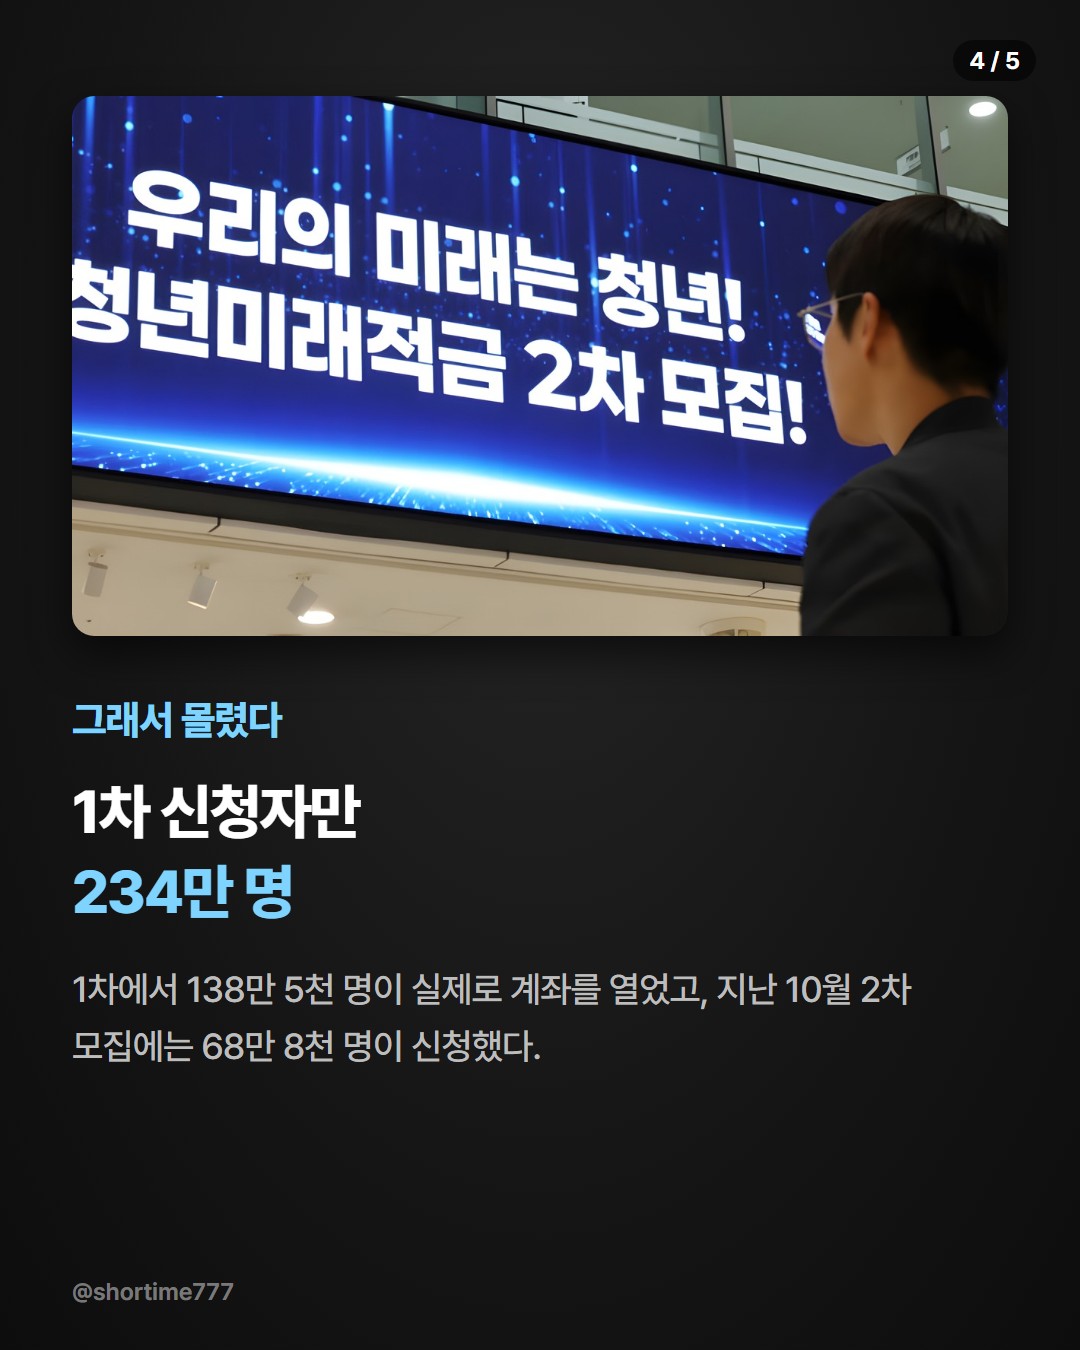 4 / 5
우리의 미래는 청년!
청년미래적금 2차 모집!
그래서 몰렸다
1차 신청자만
234만 명
1차에서 138만 5천 명이 실제로 계좌를 열었고, 지난 10월 2차
모집에는 68만 8천 명이 신청했다.
@shortime777